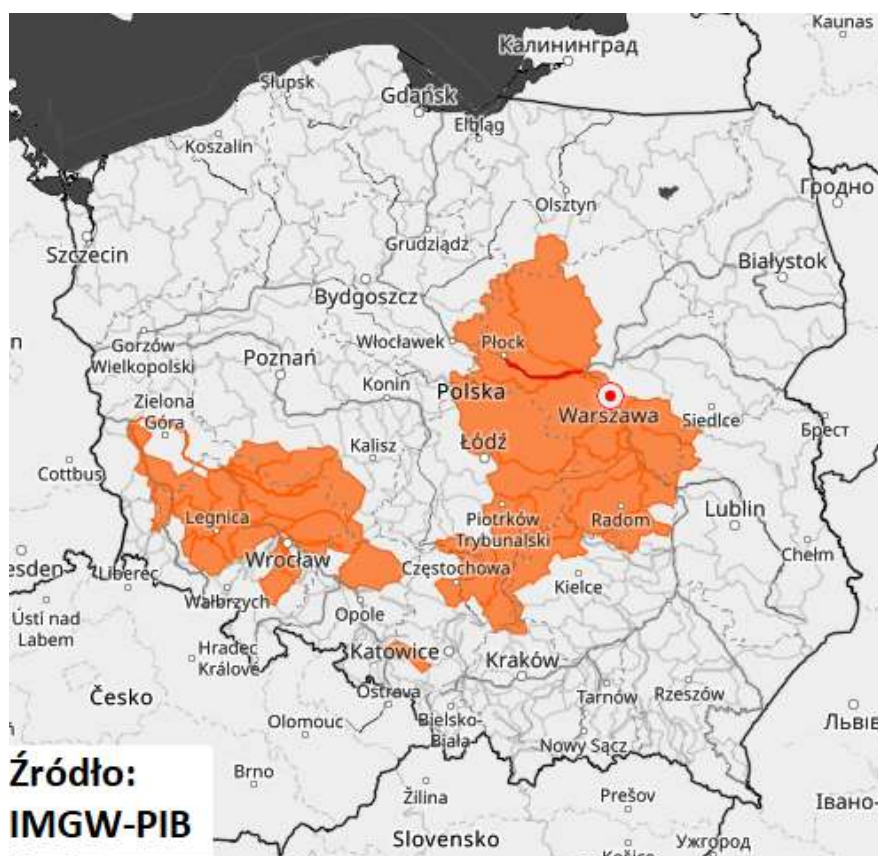 Kaunas
Калининград
Słupsk
Gdańsk
Elbląg
Koszalin
Гродно
Olsztyn
Szczecin
Grudziądz
Białystok
Bydgoszcz
Włocławek
Płock
Gorzów
Wielkopolski
Poznań
Konin
Polska
Warszawa
Siedlce
Брест
Zielona
Góra
Kalisz
Łódź
Cottbus
Legnica
Piotrków
Trybunalski
Radom
Lublin
Wrocław
Chełm
esden
Liberec
Częstochowa
Kielce
Wałbrzych
Opole
Ústí nad
Labem
Hradec
Králové
Katowice
Kraków
Česko
Ostrava
Tarnów
Rzeszów
Olomouc
Bielsko-
Biała
Nowy Sącz
Львів
Źródło:
IMGW-PIB
Brno
Žilina
Prešov
Івано-
Slovensko
Ужгород
Košice